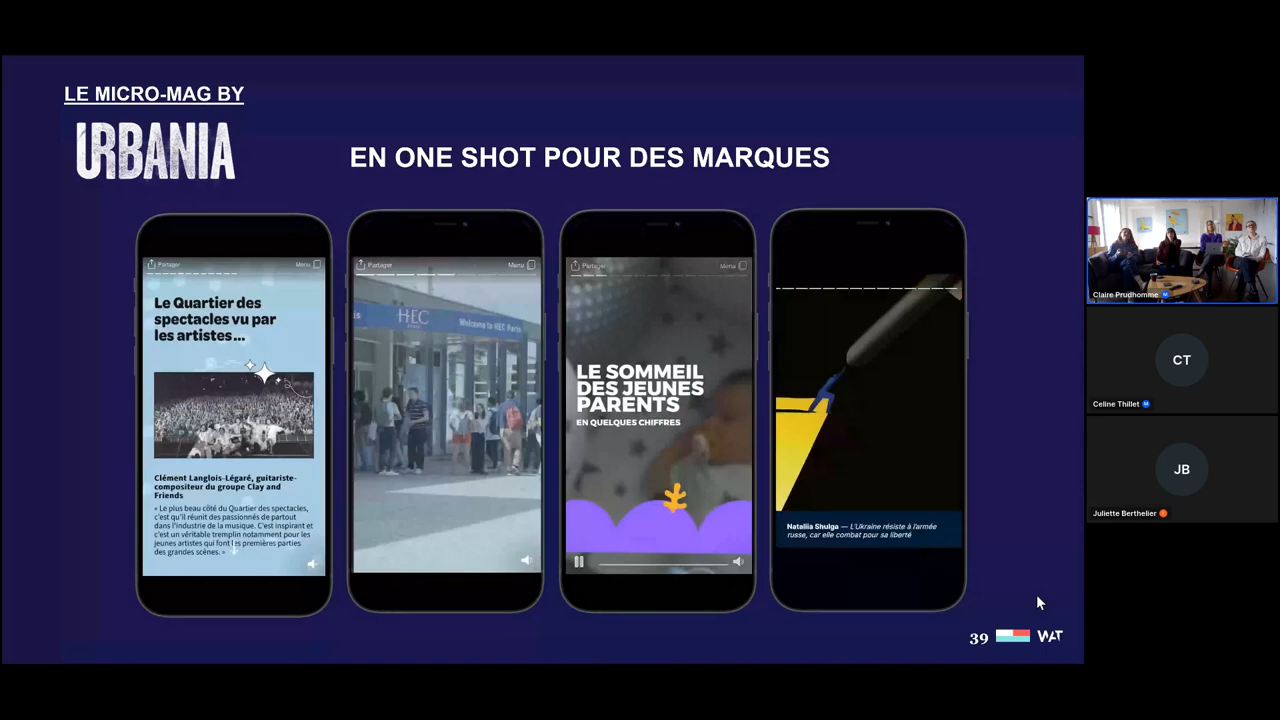 LE MICRO-MAG BY
URBANIA
EN ONE SHOT POUR DES MARQUES
Partager
Menu
Le Quartier des
spectacles vu par
les artistes...
Clément Langlois-Légaré, guitariste-
compositeur du groupe Clay and
Friends
« Le plus beau côté du Quartier des spectacles,
c'est qu'il réunit des passionnés de partout
dans l'industrie de la musique. C'est inspirant et
c'est un véritable tremplin notamment pour les
jeunes artistes qui font les premières parties
des grandes scènes. »
Partager
Menu
HEC
Welcome to HEC Paris
Partager
Menu
LE SOMMEIL
DES JEUNES
PARENTS
EN QUELQUES CHIFFRES
Nataliia Shulga — L'Ukraine résiste à l'armée
russe, car elle combat pour sa liberté
39
WAT
Claire Prudhomme
CT
Celine Thillet
JB
Juliette Berthelier